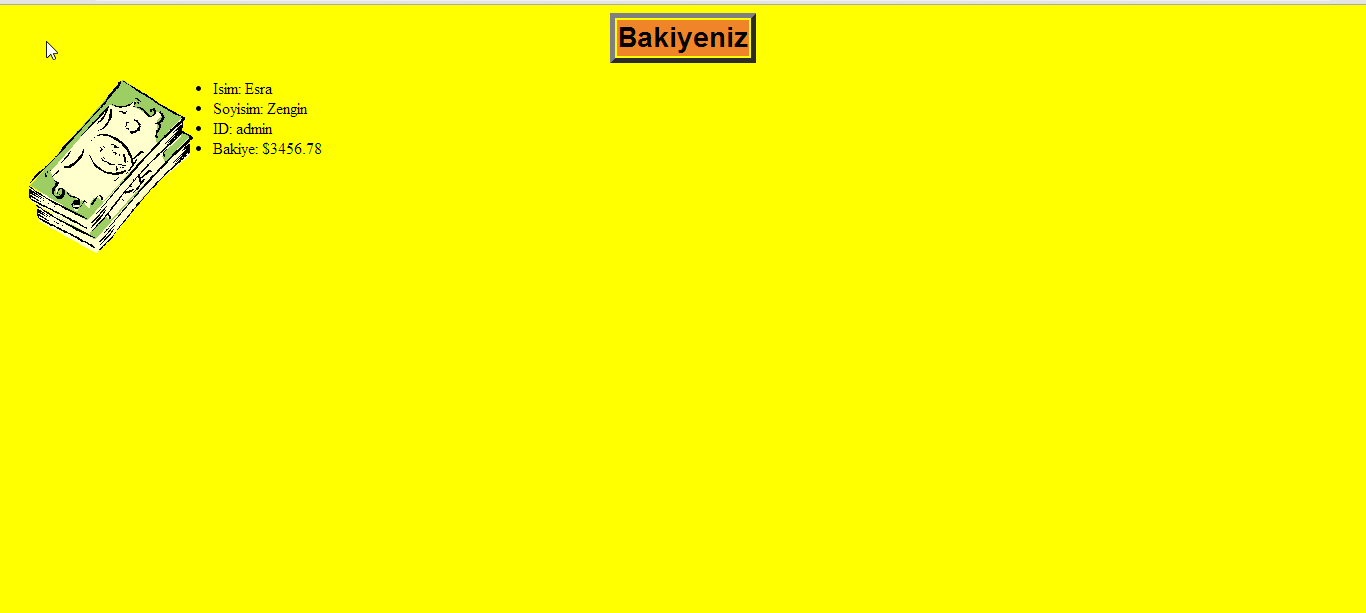 Bakiyeniz
Isim: Esra
Soyisim: Zengin
ID: admin
Bakiye: $3456.78